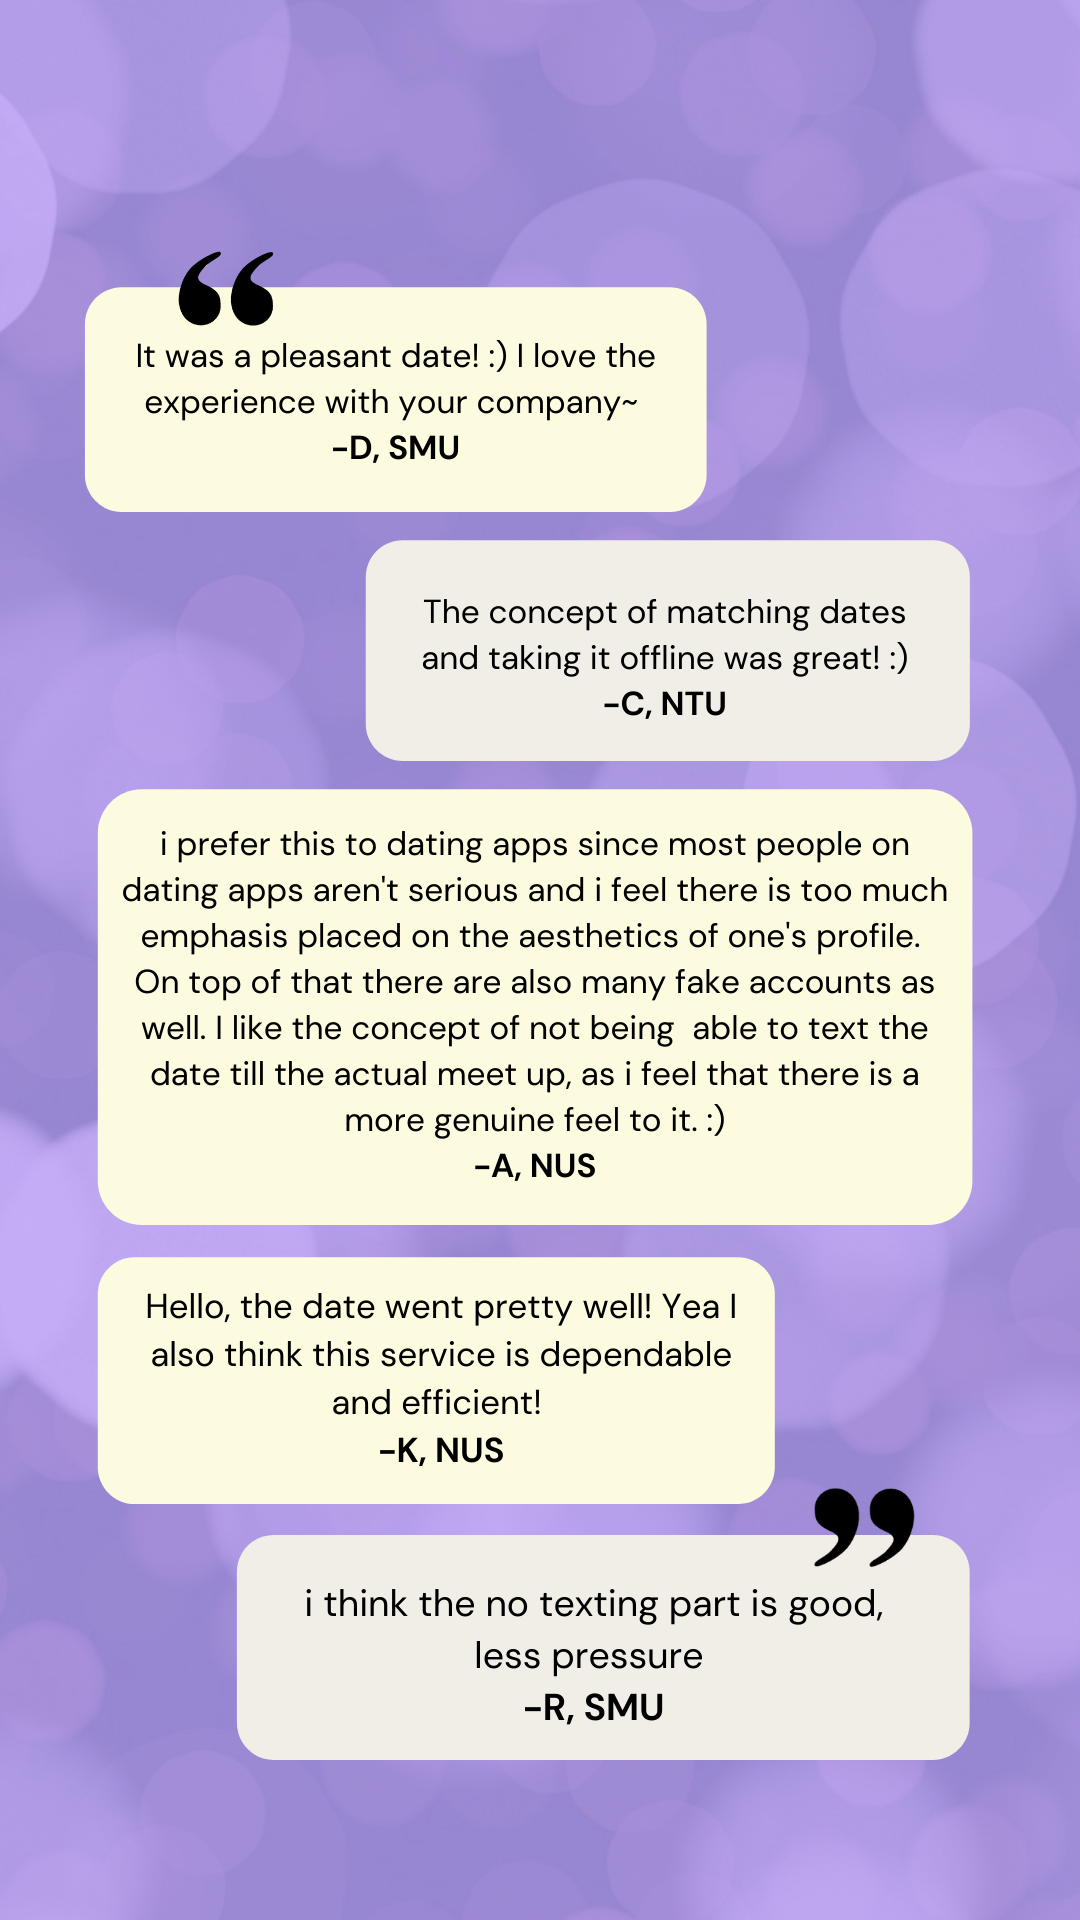 “
It was a pleasant date! :) I love the
experience with your company~
-D, SMU
The concept of matching dates
and taking it offline was great! :)
-C, NTU
i prefer this to dating apps since most people on
dating apps aren't serious and i feel there is too much
emphasis placed on the aesthetics of one's profile.
On top of that there are also many fake accounts as
well. I like the concept of not being  able to text the
date till the actual meet up, as i feel that there is a
more genuine feel to it. :)
-A, NUS
Hello, the date went pretty well! Yea I
also think this service is dependable
and efficient!
-K, NUS
”
i think the no texting part is good,
less pressure
-R, SMU